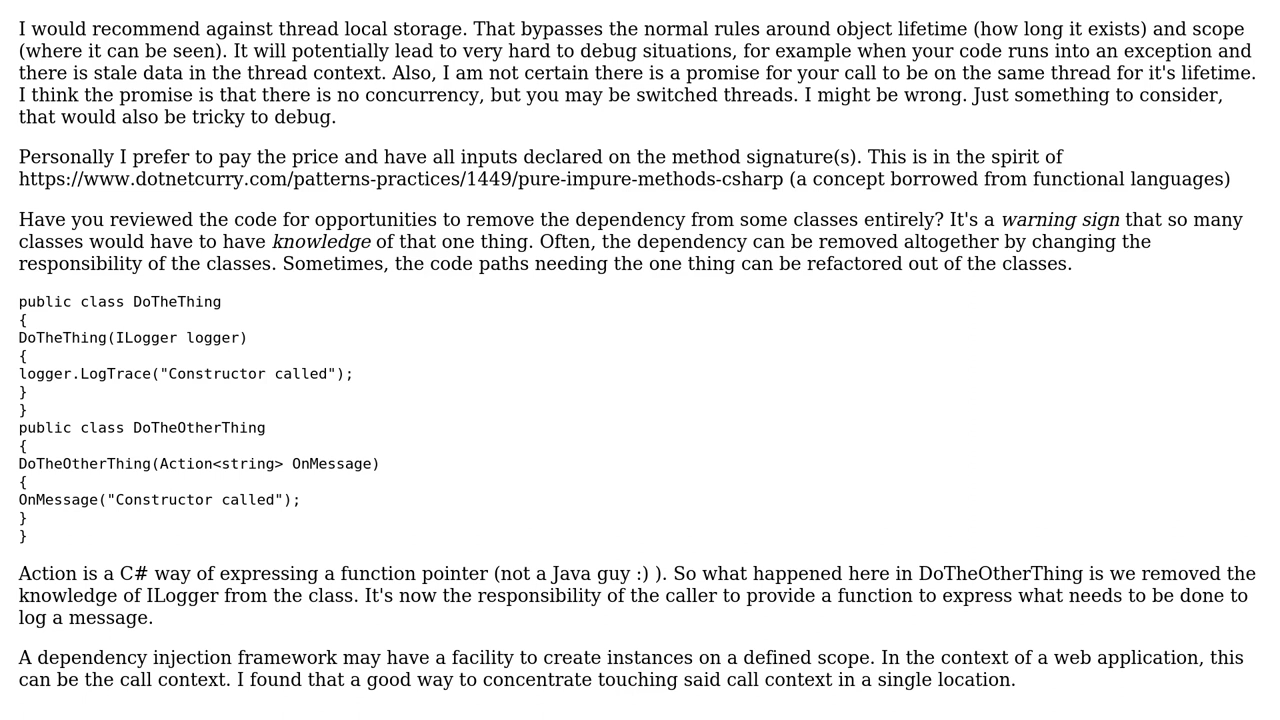 I would recommend against thread local storage. That bypasses the normal rules around object lifetime (how long it exists) and scope
(where it can be seen). It will potentially lead to very hard to debug situations, for example when your code runs into an exception and
there is stale data in the thread context. Also, I am not certain there is a promise for your call to be on the same thread for it's lifetime.
I think the promise is that there is no concurrency, but you may be switched threads. I might be wrong. Just something to consider,
that would also be tricky to debug.
Personally I prefer to pay the price and have all inputs declared on the method signature(s). This is in the spirit of
https://www.dotnetcurry.com/patterns-practices/1449/pure-impure-methods-csharp (a concept borrowed from functional languages)
Have you reviewed the code for opportunities to remove the dependency from some classes entirely? It's a warning sign that so many
classes would have to have knowledge of that one thing. Often, the dependency can be removed altogether by changing the
responsibility of the classes. Sometimes, the code paths needing the one thing can be refactored out of the classes.
public class DoTheThing
{
DoTheThing(ILogger logger)
{
logger.LogTrace("Constructor called");
}
}
public class DoTheOtherThing
{
DoTheOtherThing(Action<string> OnMessage)
{
OnMessage("Constructor called");
}
}
Action is a C# way of expressing a function pointer (not a Java guy :) ). So what happened here in DoTheOtherThing is we removed the
knowledge of ILogger from the class. It's now the responsibility of the caller to provide a function to express what needs to be done to
log a message.
A dependency injection framework may have a facility to create instances on a defined scope. In the context of a web application, this
can be the call context. I found that a good way to concentrate touching said call context in a single location.